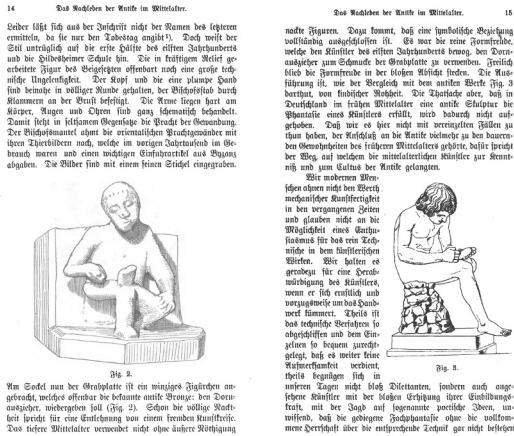 14 Das Nachleben der Antike im Mittelalter.
Leider läßt sich aus der Inschrift nicht der Namen des letzteren
ermitteln, da sie nur den Todestag angibt¹). Doch weist der
Stil untrüglich auf die erste Hälfte des elften Jahrhunderts
und die Hildesheimer Schule hin. Die in kräftigem Relief ge-
arbeitete Figur des Beigesetzten offenbart noch eine große tech-
nische Ungelenkigkeit. Der Kopf und die eine plumpe Hand
sind beinahe in völliger Runde gehalten, der Bischofsstab durch
Klammern an der Brust befestigt. Die Arme liegen hart am
Körper, Augen und Ohren sind ganz schematisch behandelt.
Damit steht in seltsamem Gegensatze die Pracht der Gewandung.
Der Bischofsmantel ahmt die orientalischen Prachtgewänder mit
ihren Thierbildern nach, welche im vorigen Jahrtausend im Ge-
brauch waren und einen wichtigen Einfuhrartikel aus Byzanz
abgaben. Die Bilder sind mit einem feinen Stichel eingegraben.
Fig. 2.
Am Sockel nun der Grabplatte ist ein winziges Figürchen an-
gebracht, welches offenbar die bekannte antike Bronze: den Dorn-
auszieher, wiedergeben soll (Fig. 2). Schon die völlige Nackt-
heit spricht für eine Entlehnung von einem fremden Kunstkreise.
Das tiefere Mittelalter verwendet nicht ohne äußere Nöthigung
Das Nachleben der Antike im Mittelalter. 15
nackte Figuren. Dazu kommt, daß eine symbolische Beziehung
vollständig ausgeschlossen ist. Es war die reine Formfreude,
welche den Künstler des elften Jahrhunderts bewog, den Dorn-
auszieher zum Schmucke der Grabplatte zu verwenden. Freilich
blieb die Formfreude in der bloßen Absicht stecken. Die Aus-
führung ist, wie der Vergleich mit dem antiken Werke Fig. 3
darthut, von kindischer Rohheit. Die Thatsache aber, daß in
Deutschland im frühen Mittelalter eine antike Skulptur die
Phantasie eines Künstlers erfüllt, wird dadurch nicht auf-
gehoben. Daß wir es hier nicht mit vereinzelten Fällen zu
thun haben, der Anschluß an die Antike vielmehr zu den dauern-
den Gewohnheiten des früheren Mittelalters gehörte, dafür spricht
der Weg, auf welchem die mittelalterlichen Künstler zur Kennt-
niß und zum Cultus der Antike gelangten.
Wir modernen Men-
schen ahmen nicht den Werth
mechanischer Kunstfertigkeit
in den vergangenen Zeiten
und glauben nicht an die
Möglichkeit eines Enthu-
siasmus für das rein Tech-
nische in dem künstlerischen
Wirken. Wir halten es
geradezu für eine Herab-
würdigung des Künstlers,
wenn er sich ernstlich und
vorzugsweise um das Hand-
werk kümmert. Theils ist
das technische Verfahren so
abgeschliffen und dem Ein-
zelnen so bequem zurecht-
gelegt, daß es weiter keine
Aufmerksamkeit verdient,
theils begnügen sich in
Fig. 3.
unseren Tagen nicht bloß Dilettanten, sondern auch ange-
sehene Künstler mit der bloßen Erhitzung ihrer Einbildungs-
kraft, mit der Jagd auf sogenannte poetische Ideen, un-
wissend, daß die gediegene Fachphantasie ohne die vollkom-
mene Herrschaft über die entsprechende Technik gar nicht bestehen